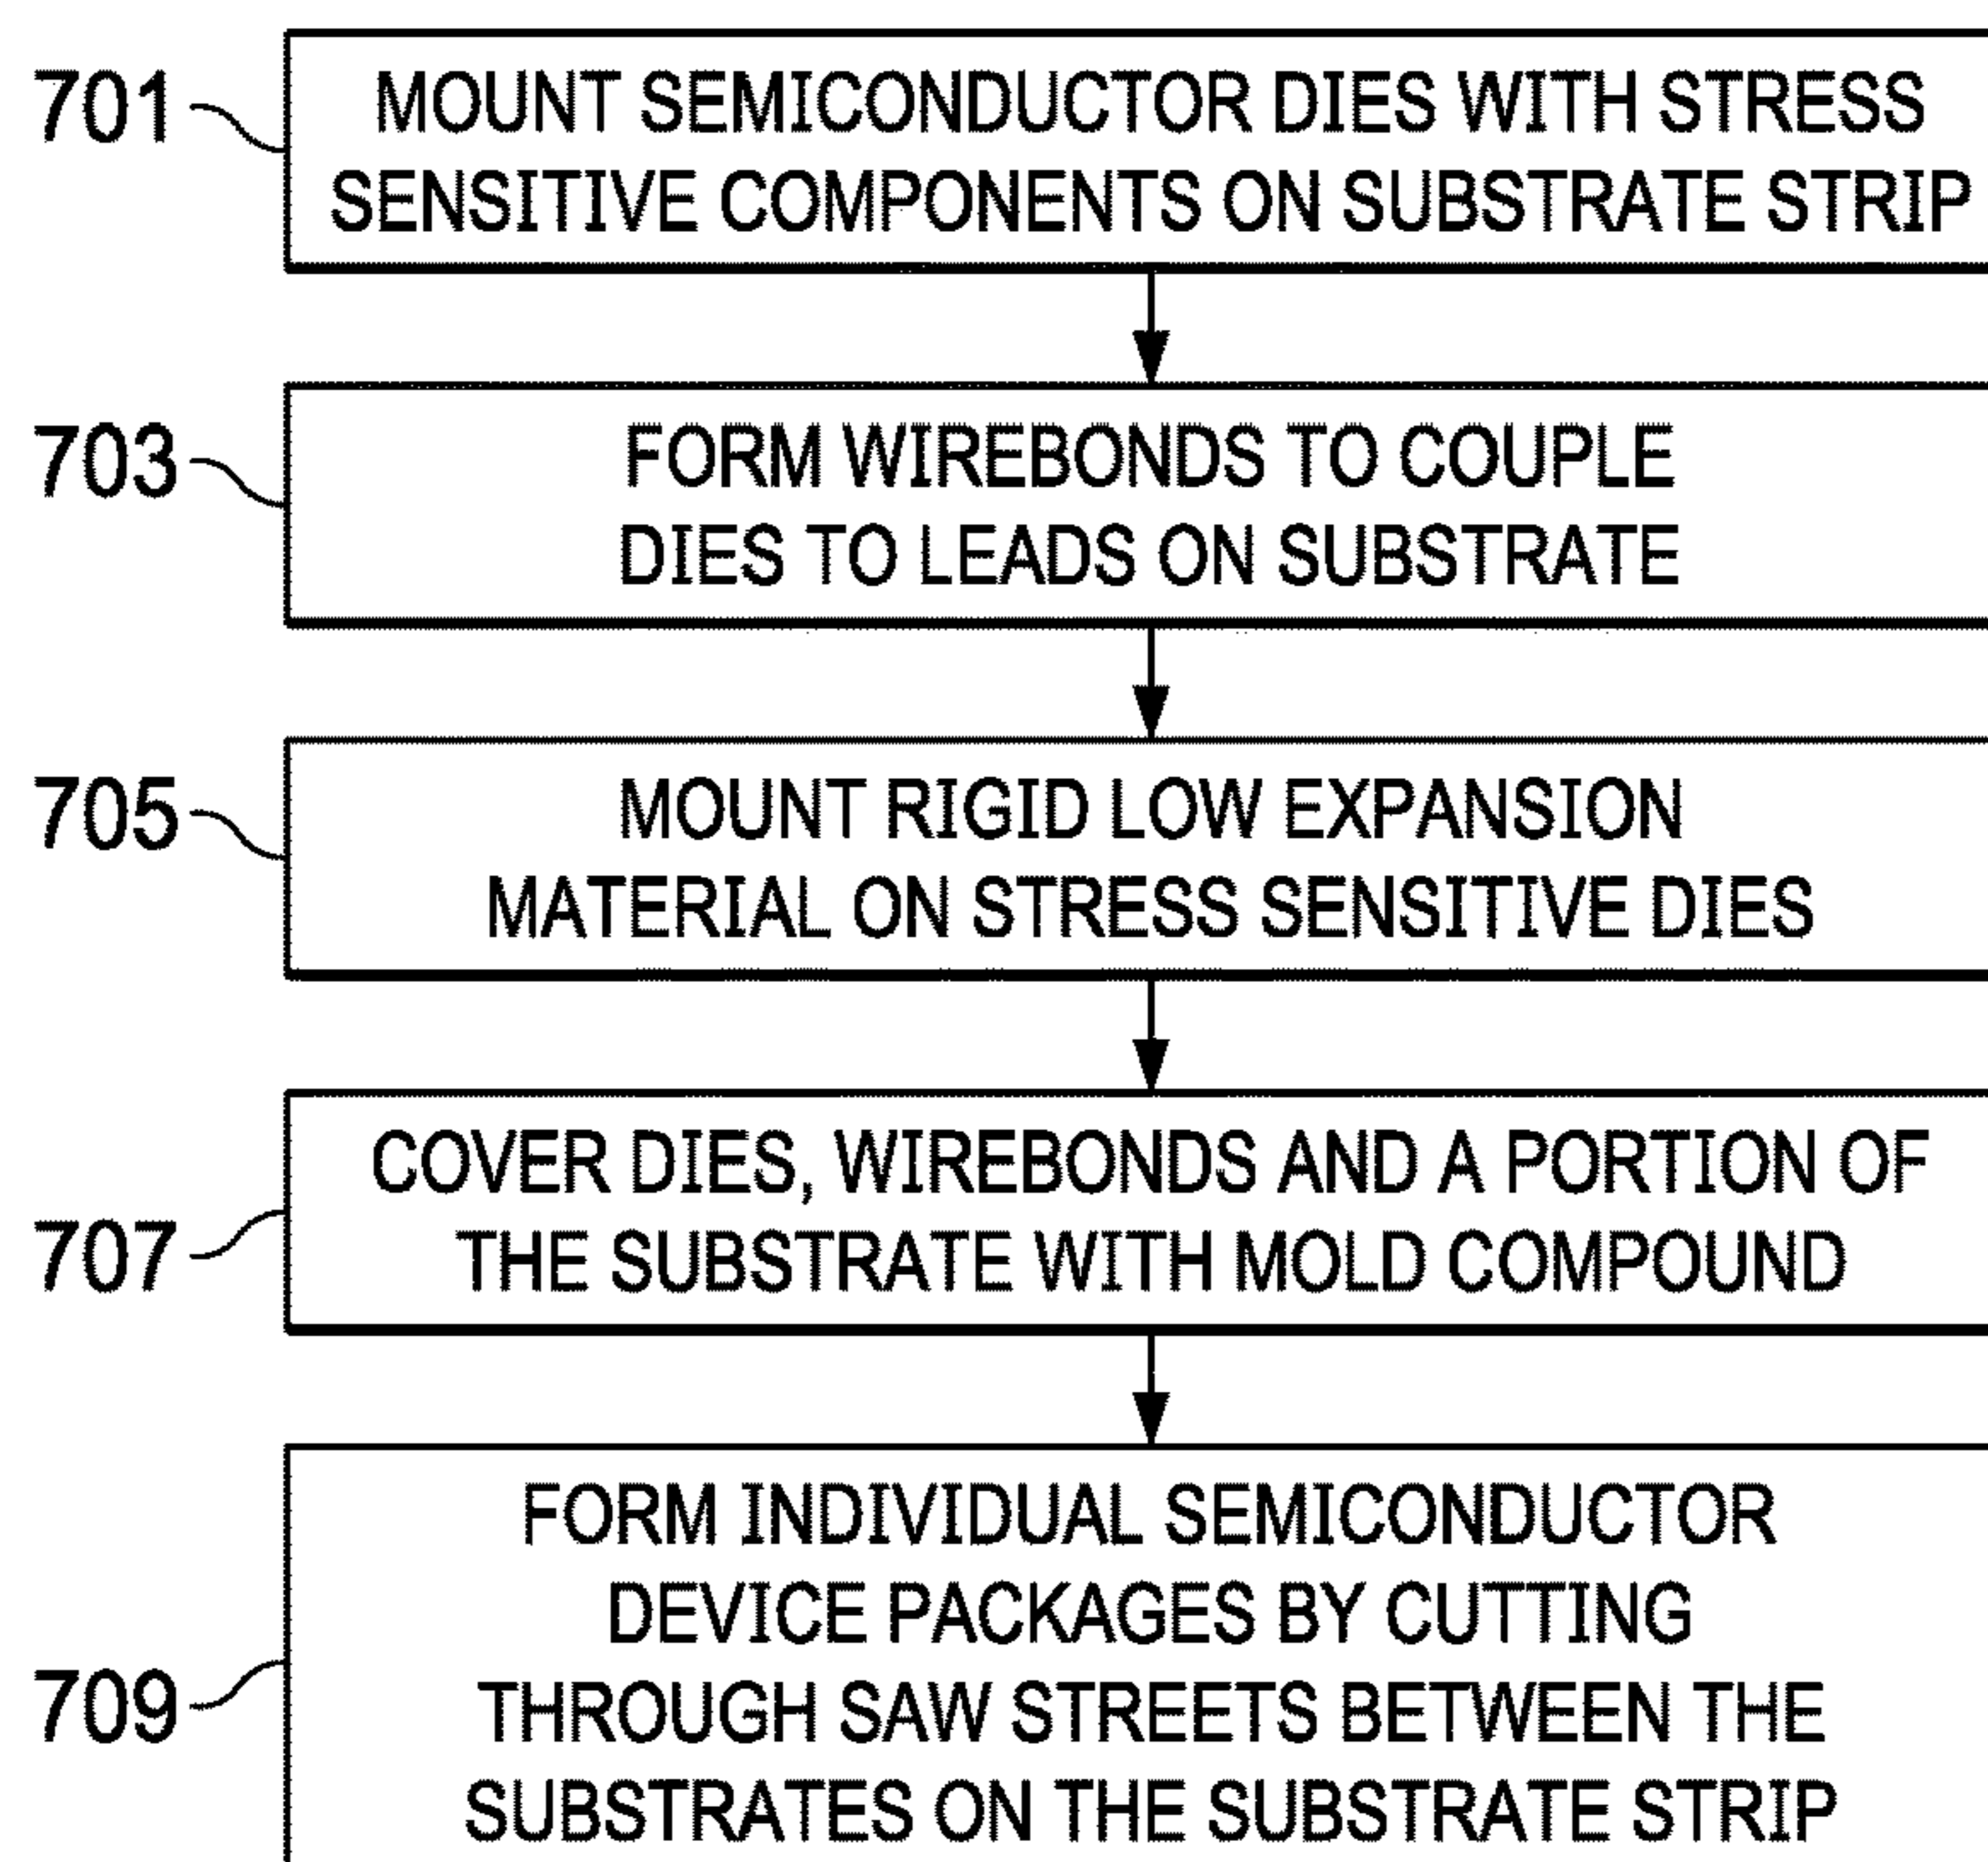 701
MOUNT SEMICONDUCTOR DIES WITH STRESS
SENSITIVE COMPONENTS ON SUBSTRATE STRIP
703
FORM WIREBONDS TO COUPLE
DIES TO LEADS ON SUBSTRATE
705
MOUNT RIGID LOW EXPANSION
MATERIAL ON STRESS SENSITIVE DIES
707
COVER DIES, WIREBONDS AND A PORTION OF
THE SUBSTRATE WITH MOLD COMPOUND
709
FORM INDIVIDUAL SEMICONDUCTOR
DEVICE PACKAGES BY CUTTING
THROUGH SAW STREETS BETWEEN THE
SUBSTRATES ON THE SUBSTRATE STRIP